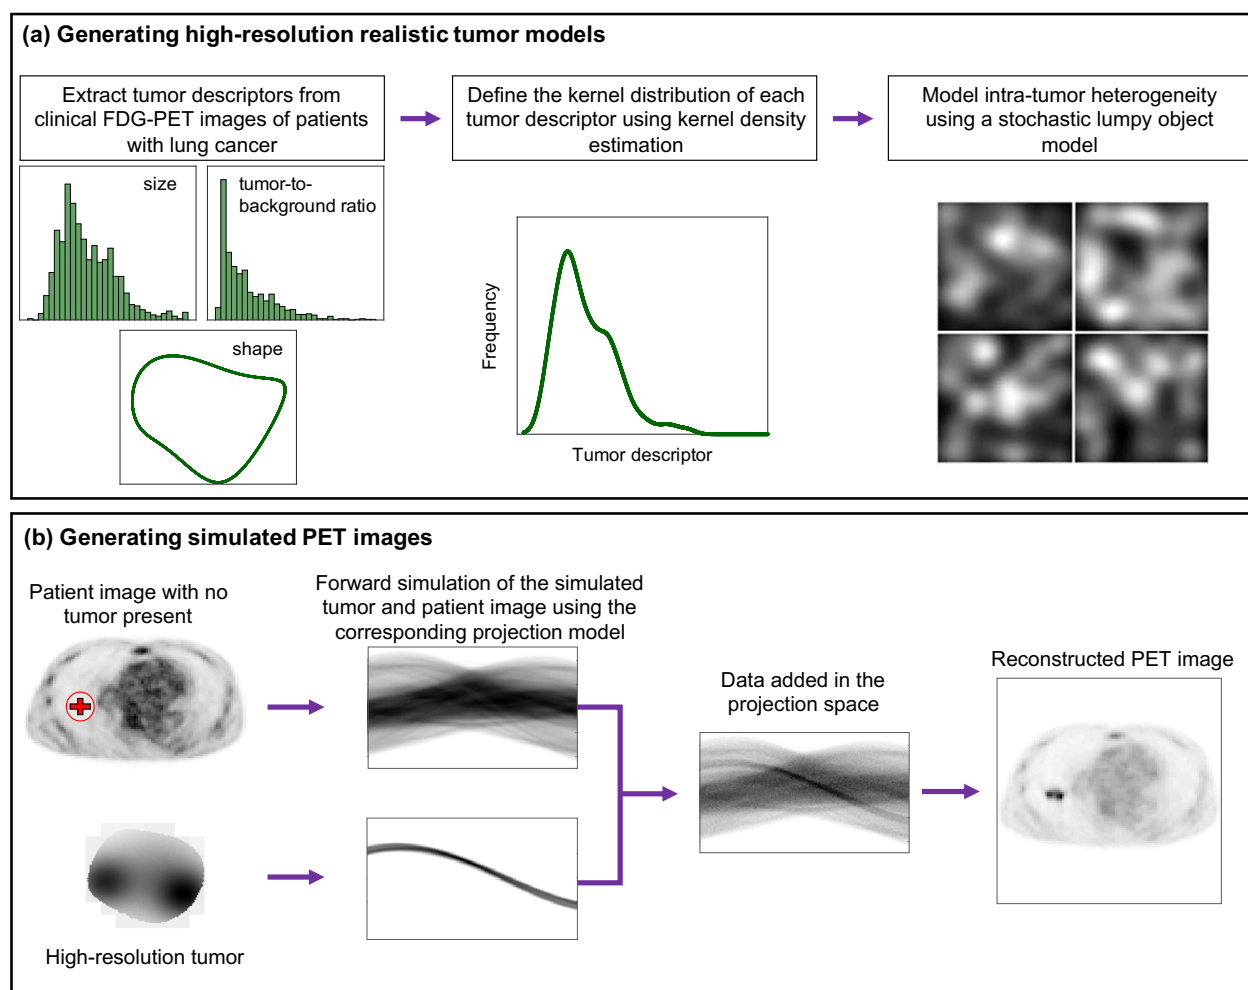 (a) Generating high-resolution realistic tumor models
Extract tumor descriptors from
clinical FDG-PET images of patients
with lung cancer
Define the kernel distribution of each
tumor descriptor using kernel density
estimation
Model intra-tumor heterogeneity
using a stochastic lumpy object
model
size
tumor-to-
background ratio
shape
Frequency
Tumor descriptor
(b) Generating simulated PET images
Patient image with no
tumor present
Forward simulation of the simulated
tumor and patient image using the
corresponding projection model
Data added in the
projection space
Reconstructed PET image
High-resolution tumor